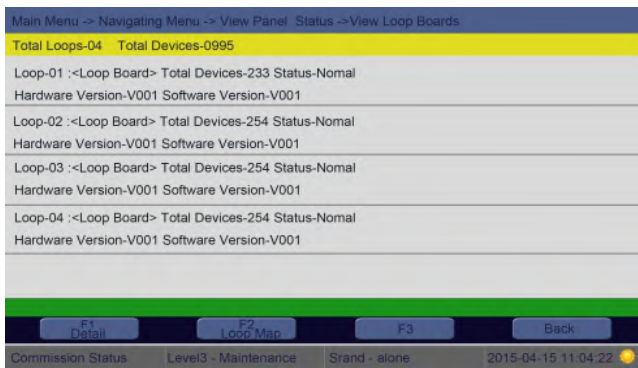 Main Menu -> Navigating Menu -> View Panel Status ->View Loop Boards
Total Loops-04 Total Devices-0995
Loop-01 :<Loop Board> Total Devices-233 Status-Nomal
Hardware Version-V001 Software Version-V001
Loop-02 :<Loop Board> Total Devices-254 Status-Nomal
Hardware Version-V001 Software Version-V001
Loop-03 :<Loop Board> Total Devices-254 Status-Nomal
Hardware Version-V001 Software Version-V001
Loop-04 :<Loop Board> Total Devices-254 Status-Nomal
Hardware Version-V001 Software Version-V001
F1 F2 F3 Back
Detail Loop Map
Commission Status Level3 - Maintenance Srand - alone 2015-04-15 11:04:22